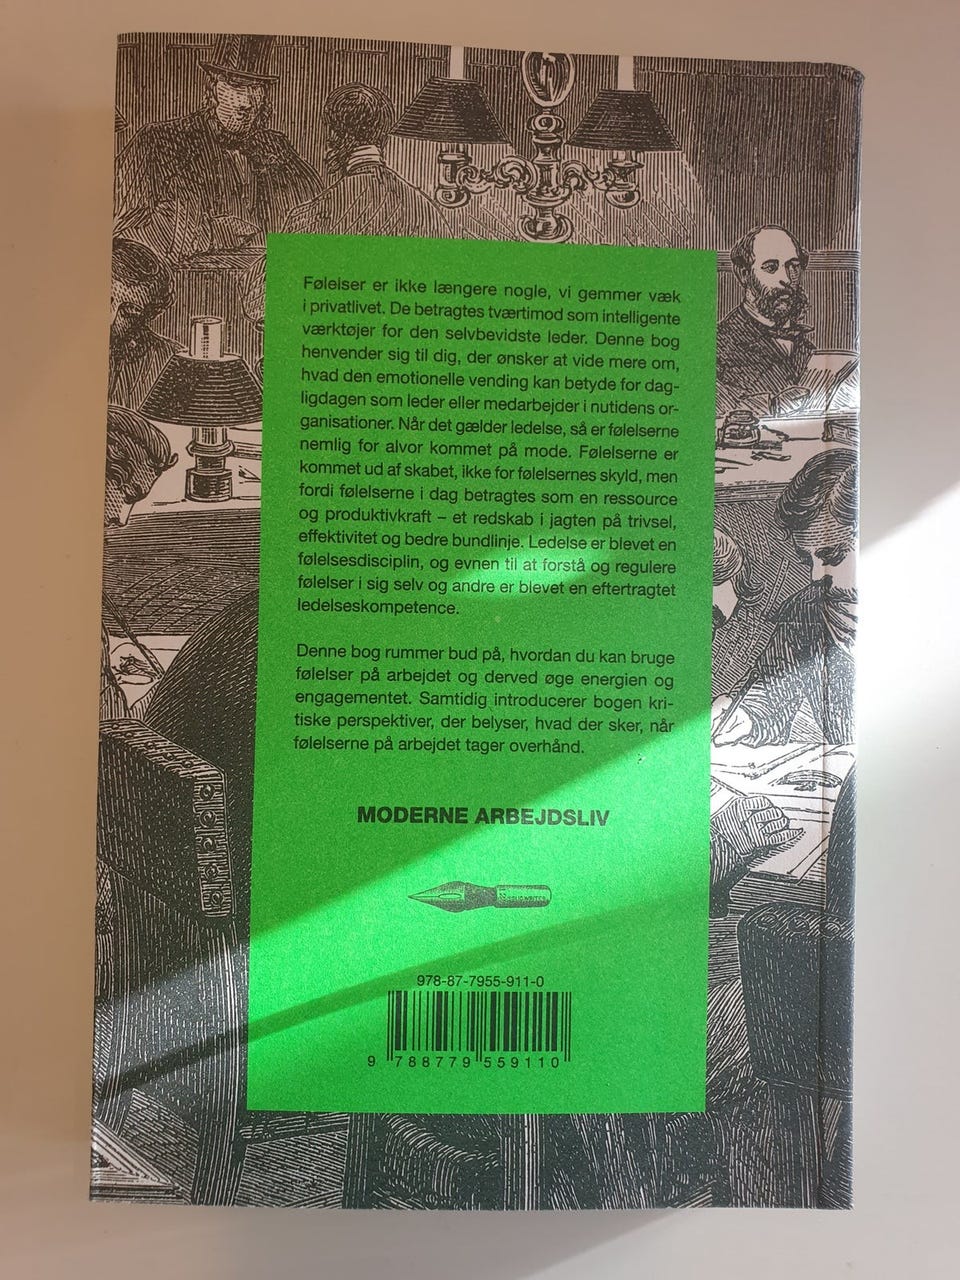 Følelser er ikke længere nogle, vi gemmer væk
i privatlivet. De betragtes tværtimod som intelligente
værktøjer for den selvbevidste leder. Denne bog
henvender sig til dig, der ønsker at vide mere om,
hvad den emotionelle vending kan betyde for dag-
ligdagen som leder eller medarbejder i nutidens or-
ganisationer. Når det gælder ledelse, så er følelserne
nemlig for alvor kommet på mode. Følelserne er
kommet ud af skabet, ikke for følelsernes skyld, men
fordi følelserne i dag betragtes som en ressource
og produktivkraft – et redskab i jagten på trivsel,
effektivitet og bedre bundlinje. Ledelse er blevet en
følelsesdisciplin, og evnen til at forstå og regulere
følelser i sig selv og andre er blevet en eftertragtet
ledelseskompetence.
Denne bog rummer bud på, hvordan du kan bruge
følelser på arbejdet og derved øge energien og
engagementet. Samtidig introducerer bogen kri-
tiske perspektiver, der belyser, hvad der sker, når
følelserne på arbejdet tager overhånd.
MODERNE ARBEJDSLIV
978-87-7955-911-0
9 788779 559110